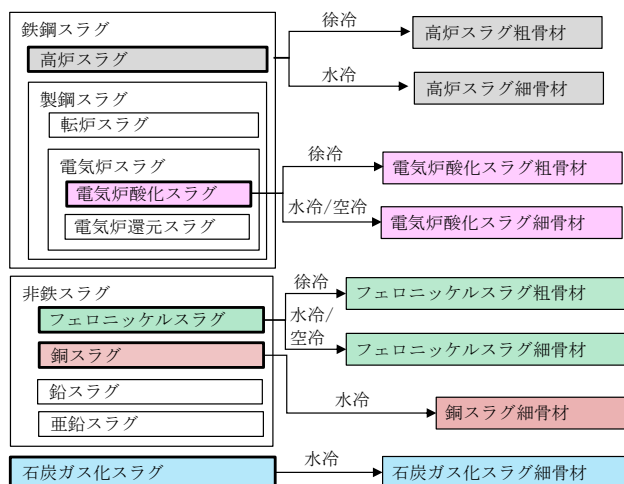 鉄鋼スラグ
高炉スラグ
徐冷
高炉スラグ粗骨材
水冷
高炉スラグ細骨材
製鋼スラグ
転炉スラグ
電気炉スラグ
電気炉酸化スラグ
電気炉還元スラグ
徐冷
電気炉酸化スラグ粗骨材
水冷/空冷
電気炉酸化スラグ細骨材
非鉄スラグ
フェロニッケルスラグ
徐冷
フェロニッケルスラグ粗骨材
水冷/
空冷
フェロニッケルスラグ細骨材
銅スラグ
水冷
銅スラグ細骨材
鉛スラグ
亜鉛スラグ
石炭ガス化スラグ
水冷
石炭ガス化スラグ細骨材